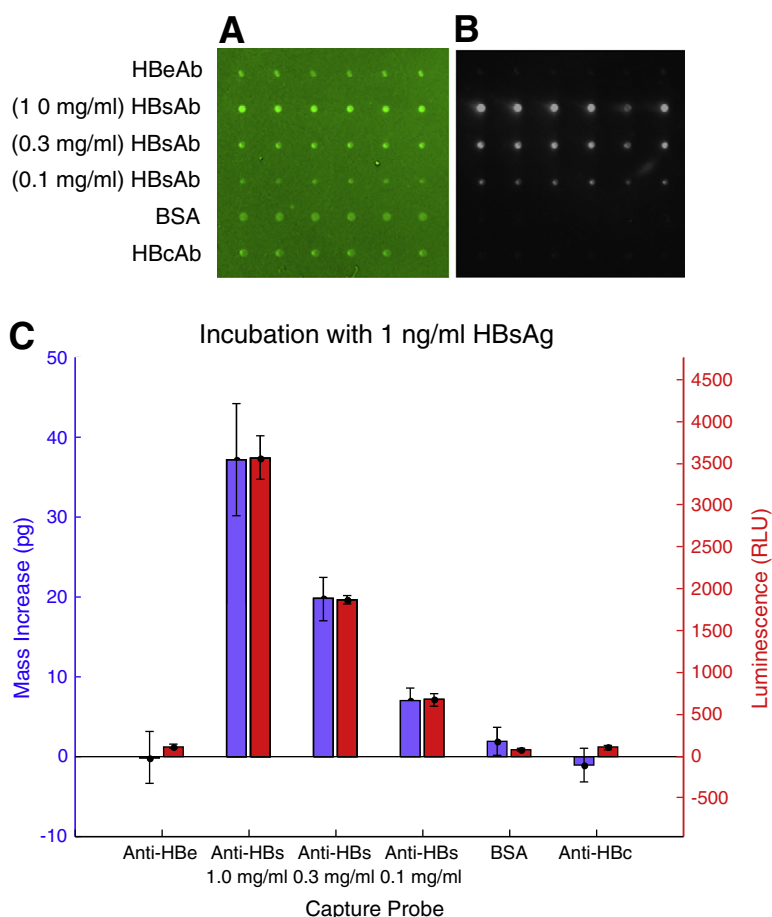 A
B
HBeAb
(1 0 mg/ml) HBsAb
(0.3 mg/ml) HBsAb
(0.1 mg/ml) HBsAb
BSA
HBcAb
C
Incubation with 1 ng/ml HBsAg
50
40
30
20
10
0
-10
Mass Increase (pg)
4500
4000
3500
3000
2500
2000
1500
1000
500
0
-500
Luminescence (RLU)
Anti-HBe Anti-HBs Anti-HBs Anti-HBs BSA Anti-HBc
1.0 mg/ml 0.3 mg/ml 0.1 mg/ml
Capture Probe